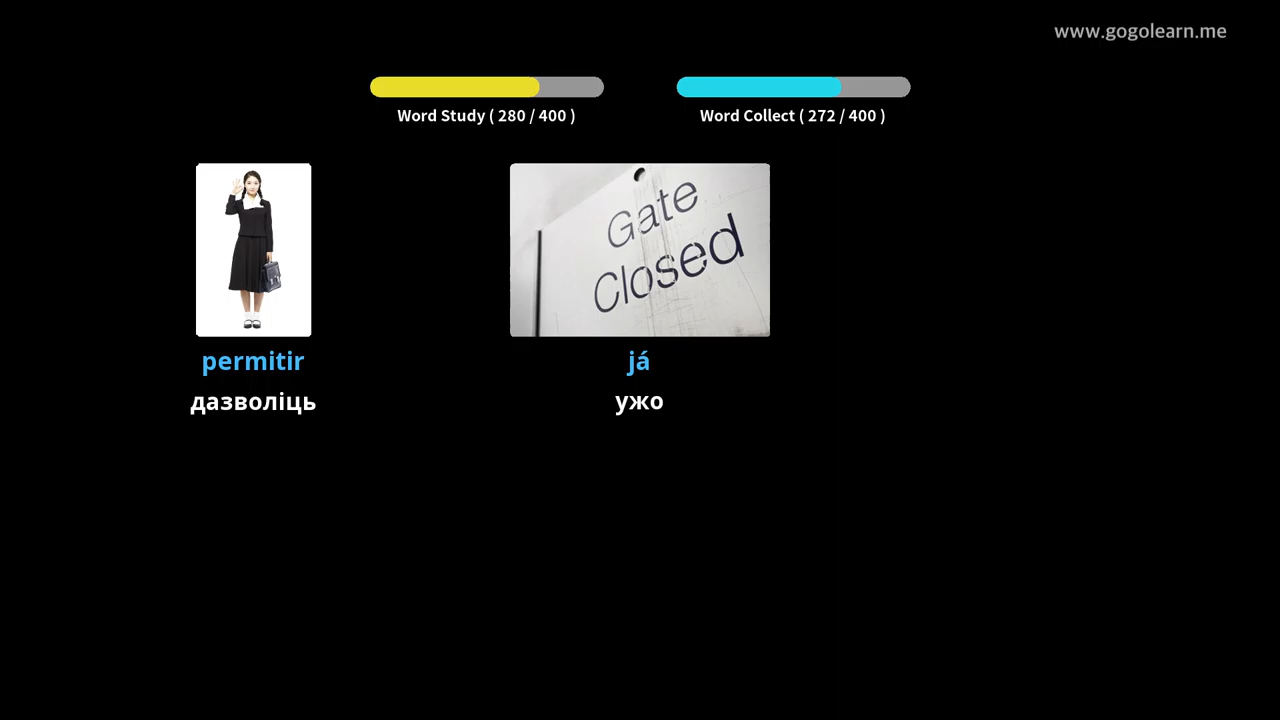 www.gogolearn.me
Word Study ( 280 / 400 )
Word Collect ( 272 / 400 )
Gate
Closed
permitir
já
дазволіць
ужо